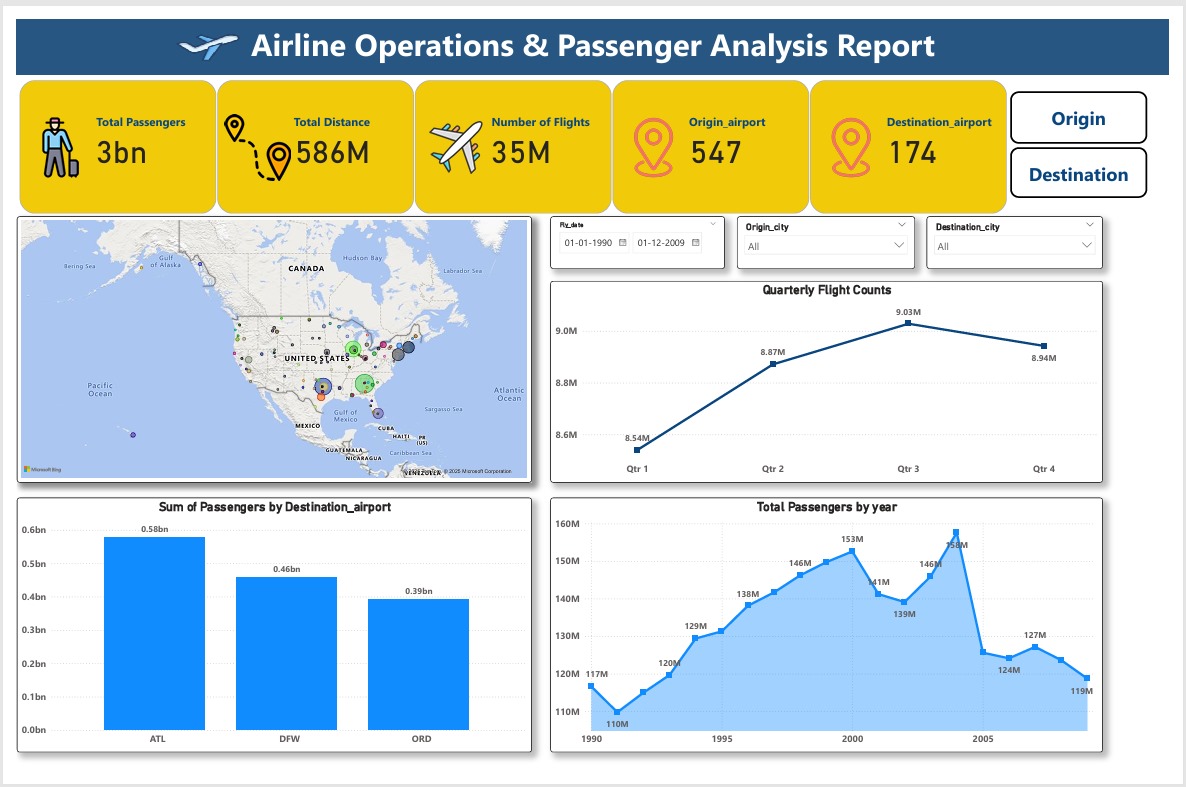 Airline Operations & Passenger Analysis Report
Total Passengers
3bn
Total Distance
586M
Number of Flights
35M
Origin_airport
547
Destination_airport
174
Origin
Destination
Fly_date
01-01-1990
01-12-2009
Origin_city
All
Destination_city
All
Bering Sea
Gulf
of Alaska
CANADA
Hudson Bay
Labrador Sea
UNITED STATES
Pacific
Ocean
Atlantic
Ocean
Sargasso Sea
Gulf of
Mexico
MEXICO
CUBA
HAITI
PR
(US)
GUATEMALA
Caribbean Sea
NICARAGUA
VENEZUELA
Microsoft Bing
© 2025 Microsoft Corporation
Quarterly Flight Counts
9.0M
8.8M
8.6M
8.54M
8.87M
9.03M
8.94M
Qtr 1
Qtr 2
Qtr 3
Qtr 4
Sum of Passengers by Destination_airport
0.6bn
0.5bn
0.4bn
0.3bn
0.2bn
0.1bn
0.0bn
0.58bn
0.46bn
0.39bn
ATL
DFW
ORD
Total Passengers by year
160M
150M
140M
130M
120M
110M
117M
110M
120M
129M
138M
146M
153M
141M
139M
146M
158M
124M
127M
119M
1990
1995
2000
2005